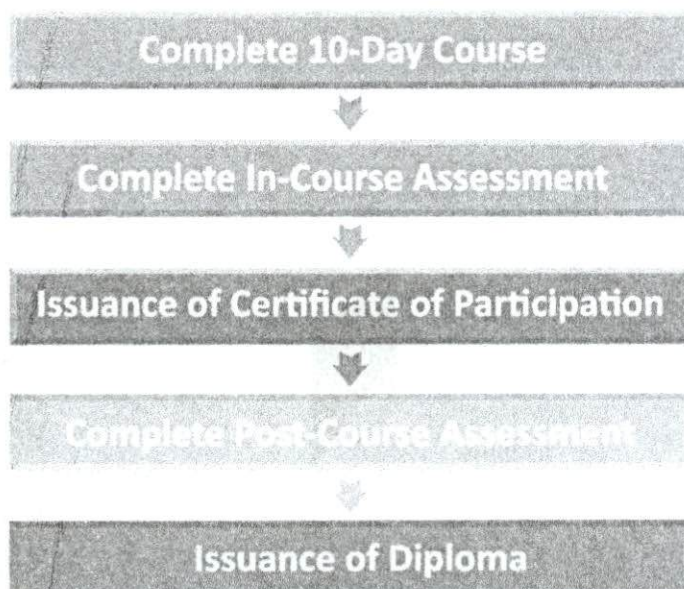 Complete 10-Day Course
Complete In-Course Assessment
Issuance of Certificate of Participation
Complete Post-Course Assessment
Issuance of Diploma